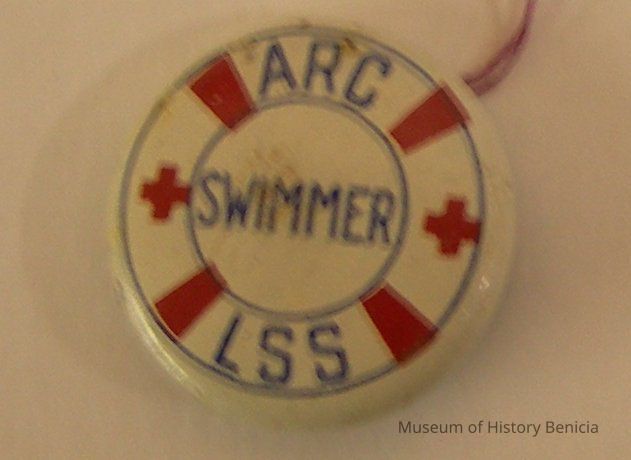 ARC
SWIMMER
LSS
Museum of History Benicia